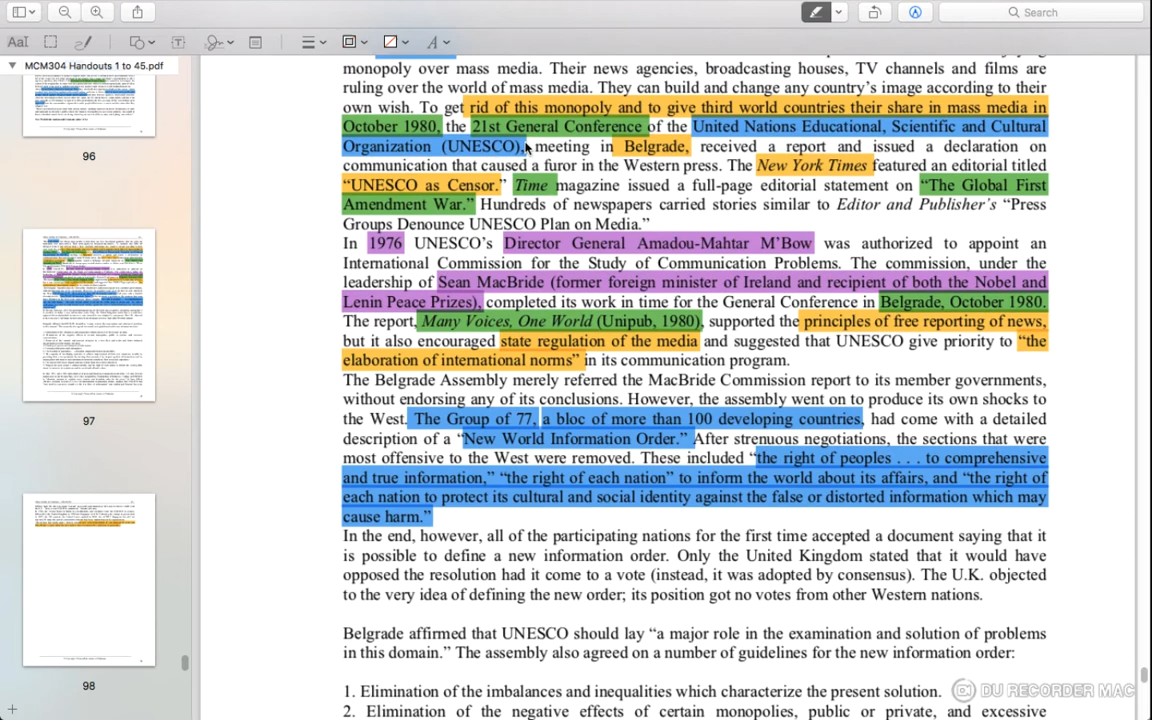 Search
MCM304 Handouts 1 to 45.pdf
96
97
98
monopoly over mass media. Their news agencies, broadcasting houses, TV channels and films are
ruling over the world of mass media. They can build and change any country's image according to their
own wish. To get rid of this monopoly and to give third world countries their share in mass media in
October 1980, the 21st General Conference of the United Nations Educational, Scientific and Cultural
Organization (UNESCO), meeting in Belgrade, received a report and issued a declaration on
communication that caused a furor in the Western press. The New York Times featured an editorial titled
“UNESCO as Censor.” Time magazine issued a full-page editorial statement on “The Global First
Amendment War.” Hundreds of newspapers carried stories similar to Editor and Publisher's “Press
Groups Denounce UNESCO Plan on Media.”
In 1976 UNESCO's Director General Amadou-Mahtar M'Bow was authorized to appoint an
International Commission for the Study of Communication Problems. The commission, under the
leadership of Sean MacBride (former foreign minister of Ireland and recipient of both the Nobel and
Lenin Peace Prizes), completed its work in time for the General Conference in Belgrade, October 1980.
The report, Many Voices, One World (Unipub, 1980), supported the principles of free reporting of news,
but it also encouraged state regulation of the media and suggested that UNESCO give priority to “the
elaboration of international norms” in its communication program.
The Belgrade Assembly merely referred the MacBride Commission report to its member governments,
without endorsing any of its conclusions. However, the assembly went on to produce its own shocks to
the West. The Group of 77, a bloc of more than 100 developing countries, had come with a detailed
description of a “New World Information Order.” After strenuous negotiations, the sections that were
most offensive to the West were removed. These included “the right of peoples . . . to comprehensive
and true information,” “the right of each nation” to inform the world about its affairs, and “the right of
each nation to protect its cultural and social identity against the false or distorted information which may
cause harm.”
In the end, however, all of the participating nations for the first time accepted a document saying that it
is possible to define a new information order. Only the United Kingdom stated that it would have
opposed the resolution had it come to a vote (instead, it was adopted by consensus). The U.K. objected
to the very idea of defining the new order; its position got no votes from other Western nations.
Belgrade affirmed that UNESCO should lay “a major role in the examination and solution of problems
in this domain.” The assembly also agreed on a number of guidelines for the new information order:
1. Elimination of the imbalances and inequalities which characterize the present solution.
2. Elimination of the negative effects of certain monopolies, public or private, and excessive
DU RECORDER MAC